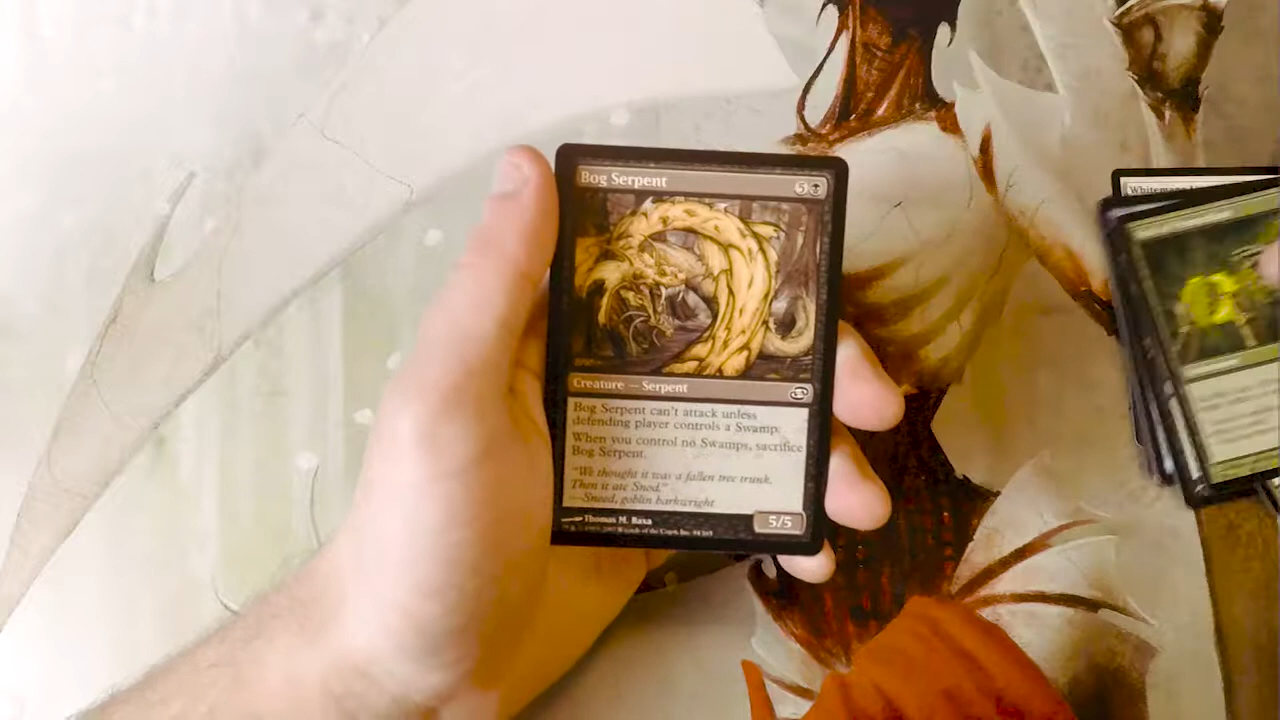 Bog Serpent
5
Creature — Serpent
Bog Serpent can't attack unless
defending player controls a Swamp.
When you control no Swamps, sacrifice
Bog Serpent.
"We thought it was a fallen tree trunk.
Then it ate Snod."
—Sneed, goblin barkwright
Thomas M. Baxa
5/5